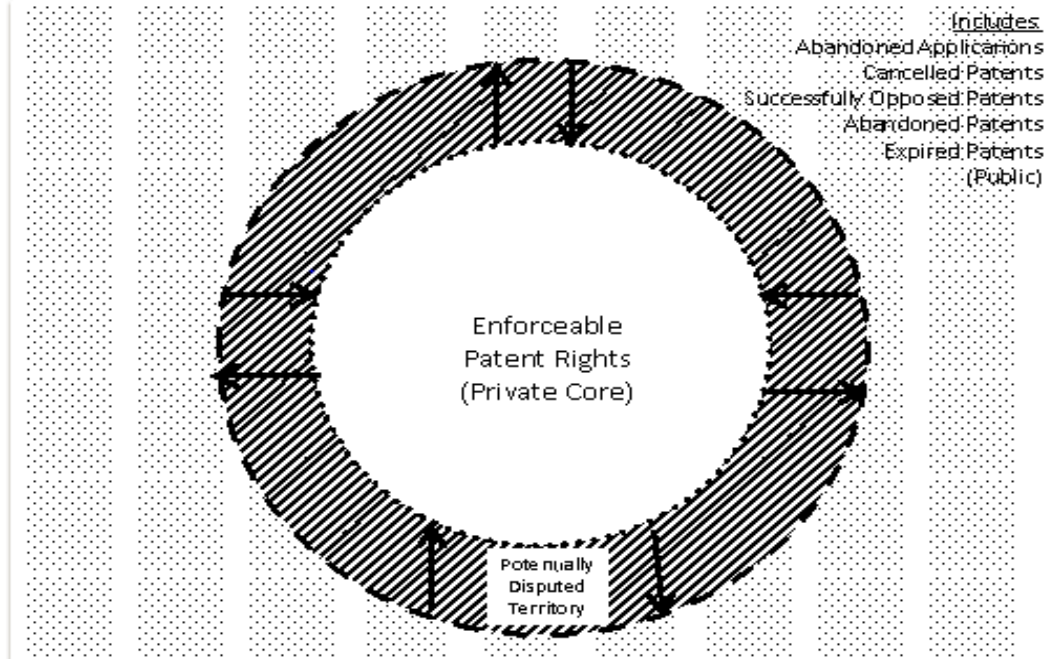 Includes
Abandoned Applications
Cancelled Patents
Successfully Opposed Patents
Abandoned Patents
Expired Patents
(Public)
Enforceable
Patent Rights
(Private Core)
Potentially
Disputed
Territory